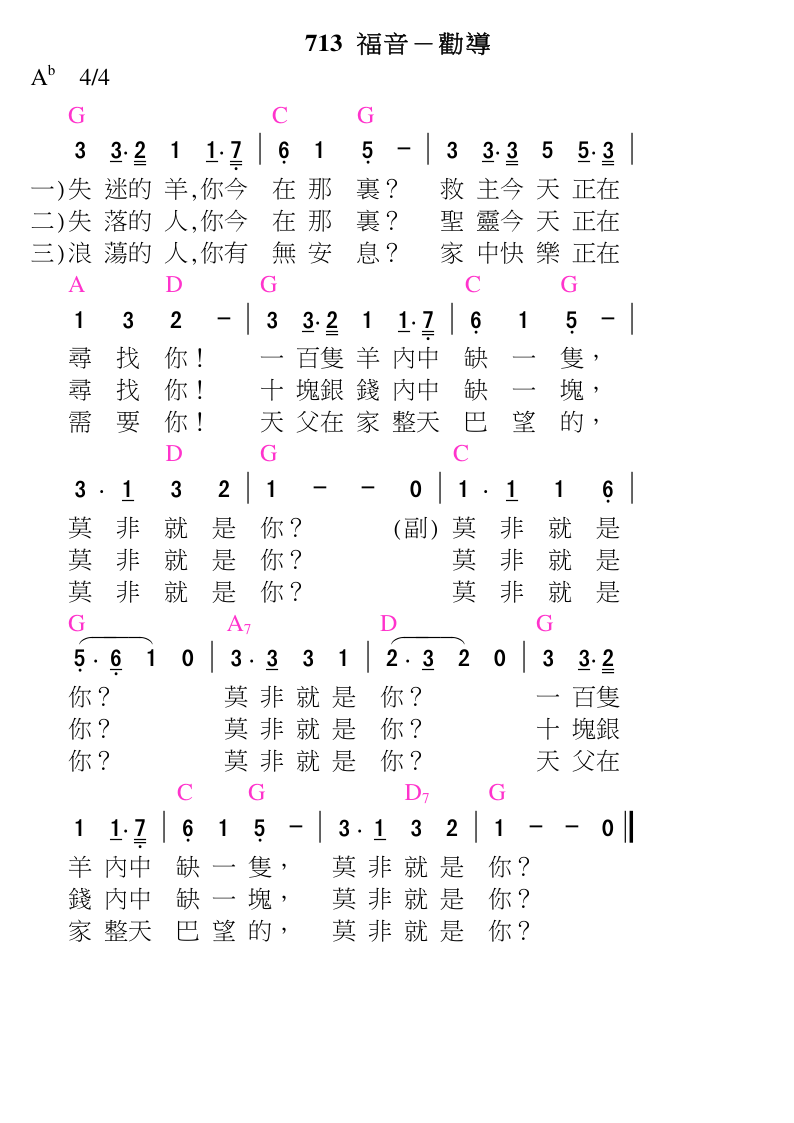 713 福音－勸導
Ab 4/4
G C G
3 3·2 1 1·7 | 6 1 5 － | 3 3·3 5 5·3 |
一)失 迷的 羊,你今 在 那 裏？ 救 主今 天 正在
二)失 落的 人,你今 在 那 裏？ 聖 靈今 天 正在
三)浪 蕩的 人,你有 無 安 息？ 家 中快 樂 正在
A D G C G
1 3 2 － | 3 3·2 1 1·7 | 6 1 5 － |
尋 找 你！ 一 百隻 羊 內中 缺 一 隻，
尋 找 你！ 十 塊銀 錢 內中 缺 一 塊，
需 要 你！ 天 父在 家 整天 巴 望 的，
D G C
3 · 1 3 2 | 1 － － 0 | 1 · 1 1 6 |
莫 非 就 是 你？ (副) 莫 非 就 是
莫 非 就 是 你？ 莫 非 就 是
莫 非 就 是 你？ 莫 非 就 是
G A7 D G
5 · 6 1 0 | 3 · 3 3 1 | 2 · 3 2 0 | 3 3·2
你？ 莫 非 就 是 你？ 一 百隻
你？ 莫 非 就 是 你？ 十 塊銀
你？ 莫 非 就 是 你？ 天 父在
C G D7 G
1 1·7 | 6 1 5 － | 3 · 1 3 2 | 1 － － 0 ‖
羊 內中 缺 一 隻， 莫 非 就 是 你？
錢 內中 缺 一 塊， 莫 非 就 是 你？
家 整天 巴 望 的， 莫 非 就 是 你？